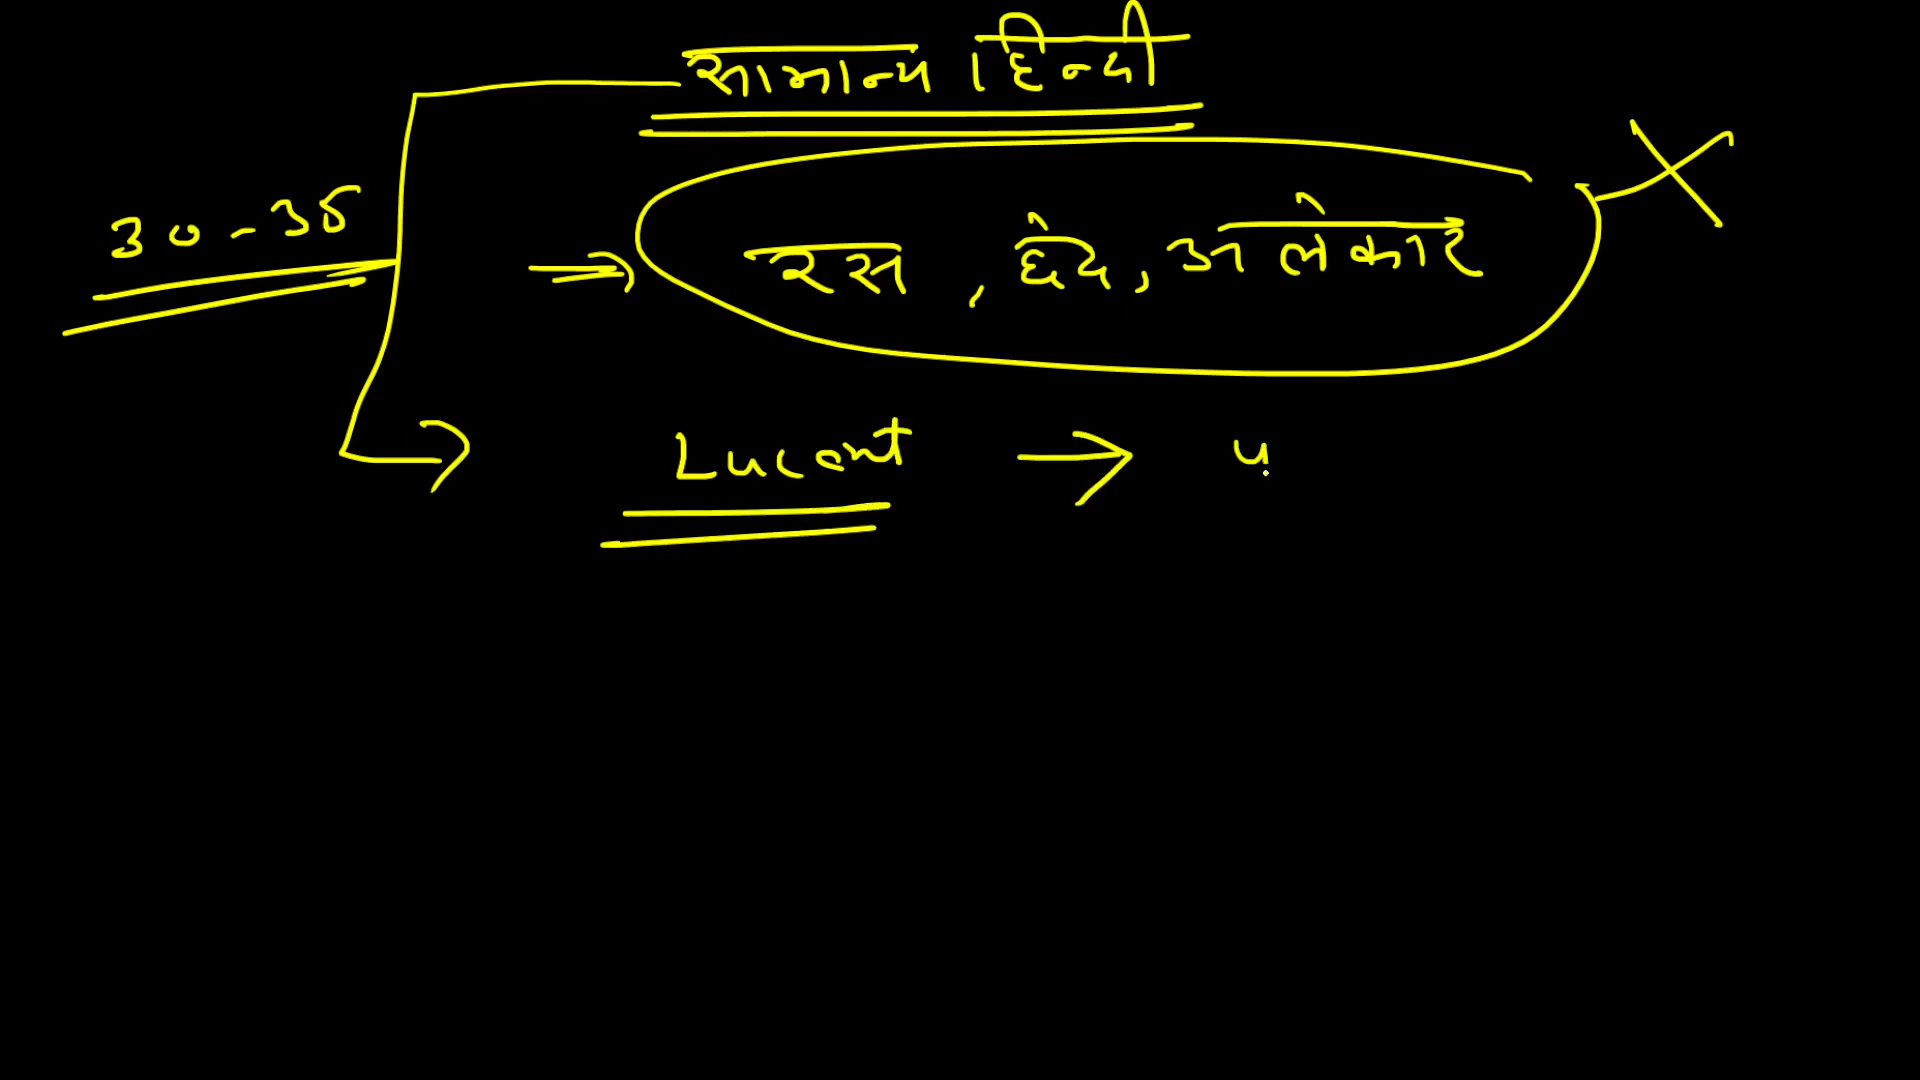 सामान्य हिन्दी
30-35
रस, छंद, अलंकार
Lucent